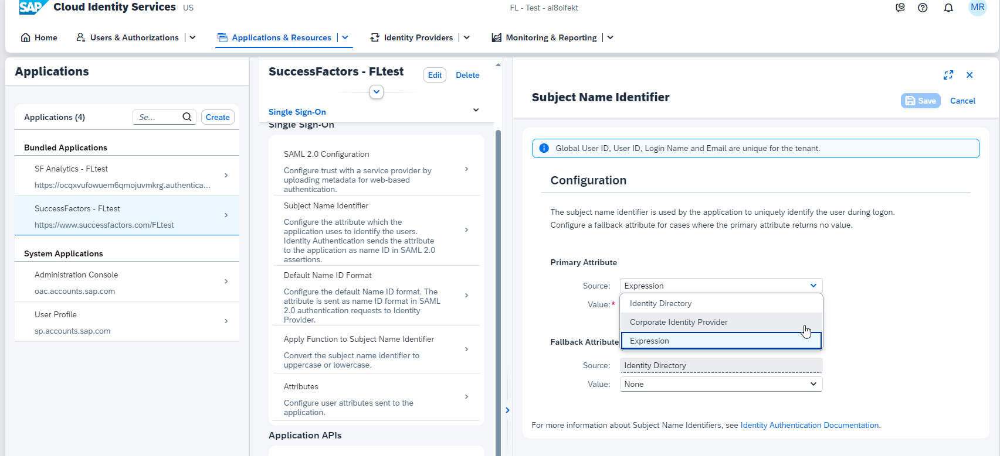 SAP Cloud Identity Services US
FL - Test - ai8oifekt
MR
Home
Users & Authorizations
Applications & Resources
Identity Providers
Monitoring & Reporting
Applications
Applications (4)
Se...
Create
Bundled Applications
SF Analytics - FLtest
https://ocqxvufowuem6qmojuvmkrg.authentica...
SuccessFactors - FLtest
https://www.successfactors.com/FLtest
System Applications
Administration Console
oac.accounts.sap.com
User Profile
sp.accounts.sap.com
SuccessFactors - FLtest
Edit
Delete
Single Sign-On
Single Sign-On
SAML 2.0 Configuration
Configure trust with a service provider by
uploading metadata for web-based
authentication.
Subject Name Identifier
Configure the attribute which the
application uses to identify the users.
Identity Authentication sends the attribute
to the application as name ID in SAML 2.0
assertions.
Default Name ID Format
Configure the default Name ID format. The
attribute is sent as name ID format in SAML
2.0 authentication requests to Identity
Provider.
Apply Function to Subject Name Identifier
Convert the subject name identifier to
uppercase or lowercase.
Attributes
Configure user attributes sent to the
application.
Application APIs
Subject Name Identifier
Save
Cancel
Global User ID, User ID, Login Name and Email are unique for the tenant.
Configuration
The subject name identifier is used by the application to uniquely identify the user during logon.
Configure a fallback attribute for cases where the primary attribute returns no value.
Primary Attribute
Source: Expression
Value:*
Identity Directory
Corporate Identity Provider
Expression
Fallback Attribute
Source: Identity Directory
Value: None
For more information about Subject Name Identifiers, see Identity Authentication Documentation.